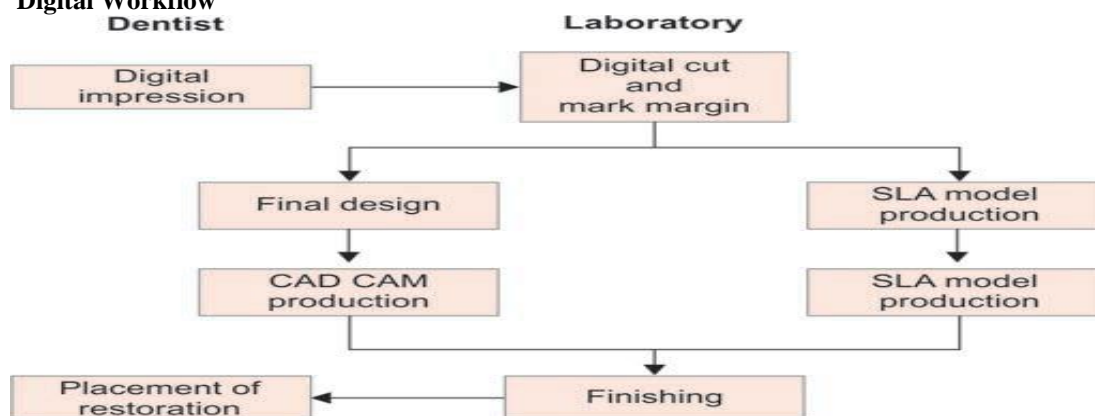 Digital Workflow
Dentist
Laboratory
Digital
impression
Digital cut
and
mark margin
Final design
SLA model
production
CAD CAM
production
SLA model
production
Placement of
restoration
Finishing